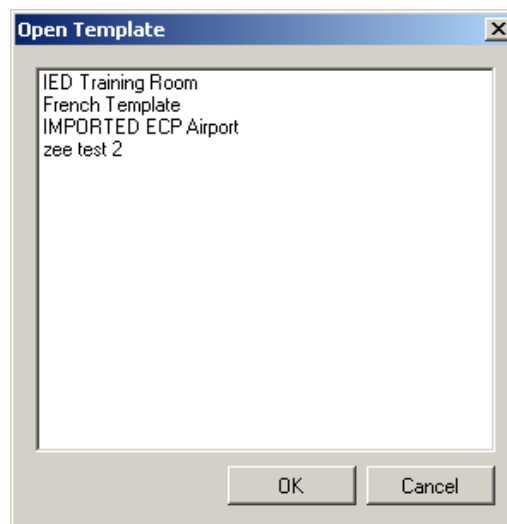 Open Template
IED Training Room
French Template
IMPORTED ECP Airport
zee test 2
OK
Cancel